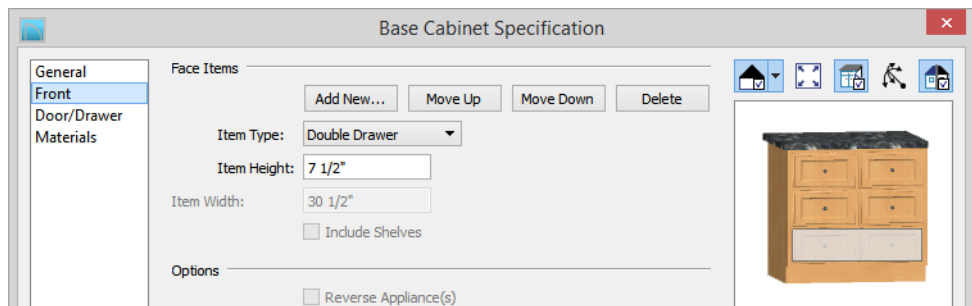 Base Cabinet Specification
General
Front
Door/Drawer
Materials
Face Items
Add New... Move Up Move Down Delete
Item Type: Double Drawer
Item Height: 7 1/2"
Item Width: 30 1/2"
Include Shelves
Options
Reverse Appliance(s)